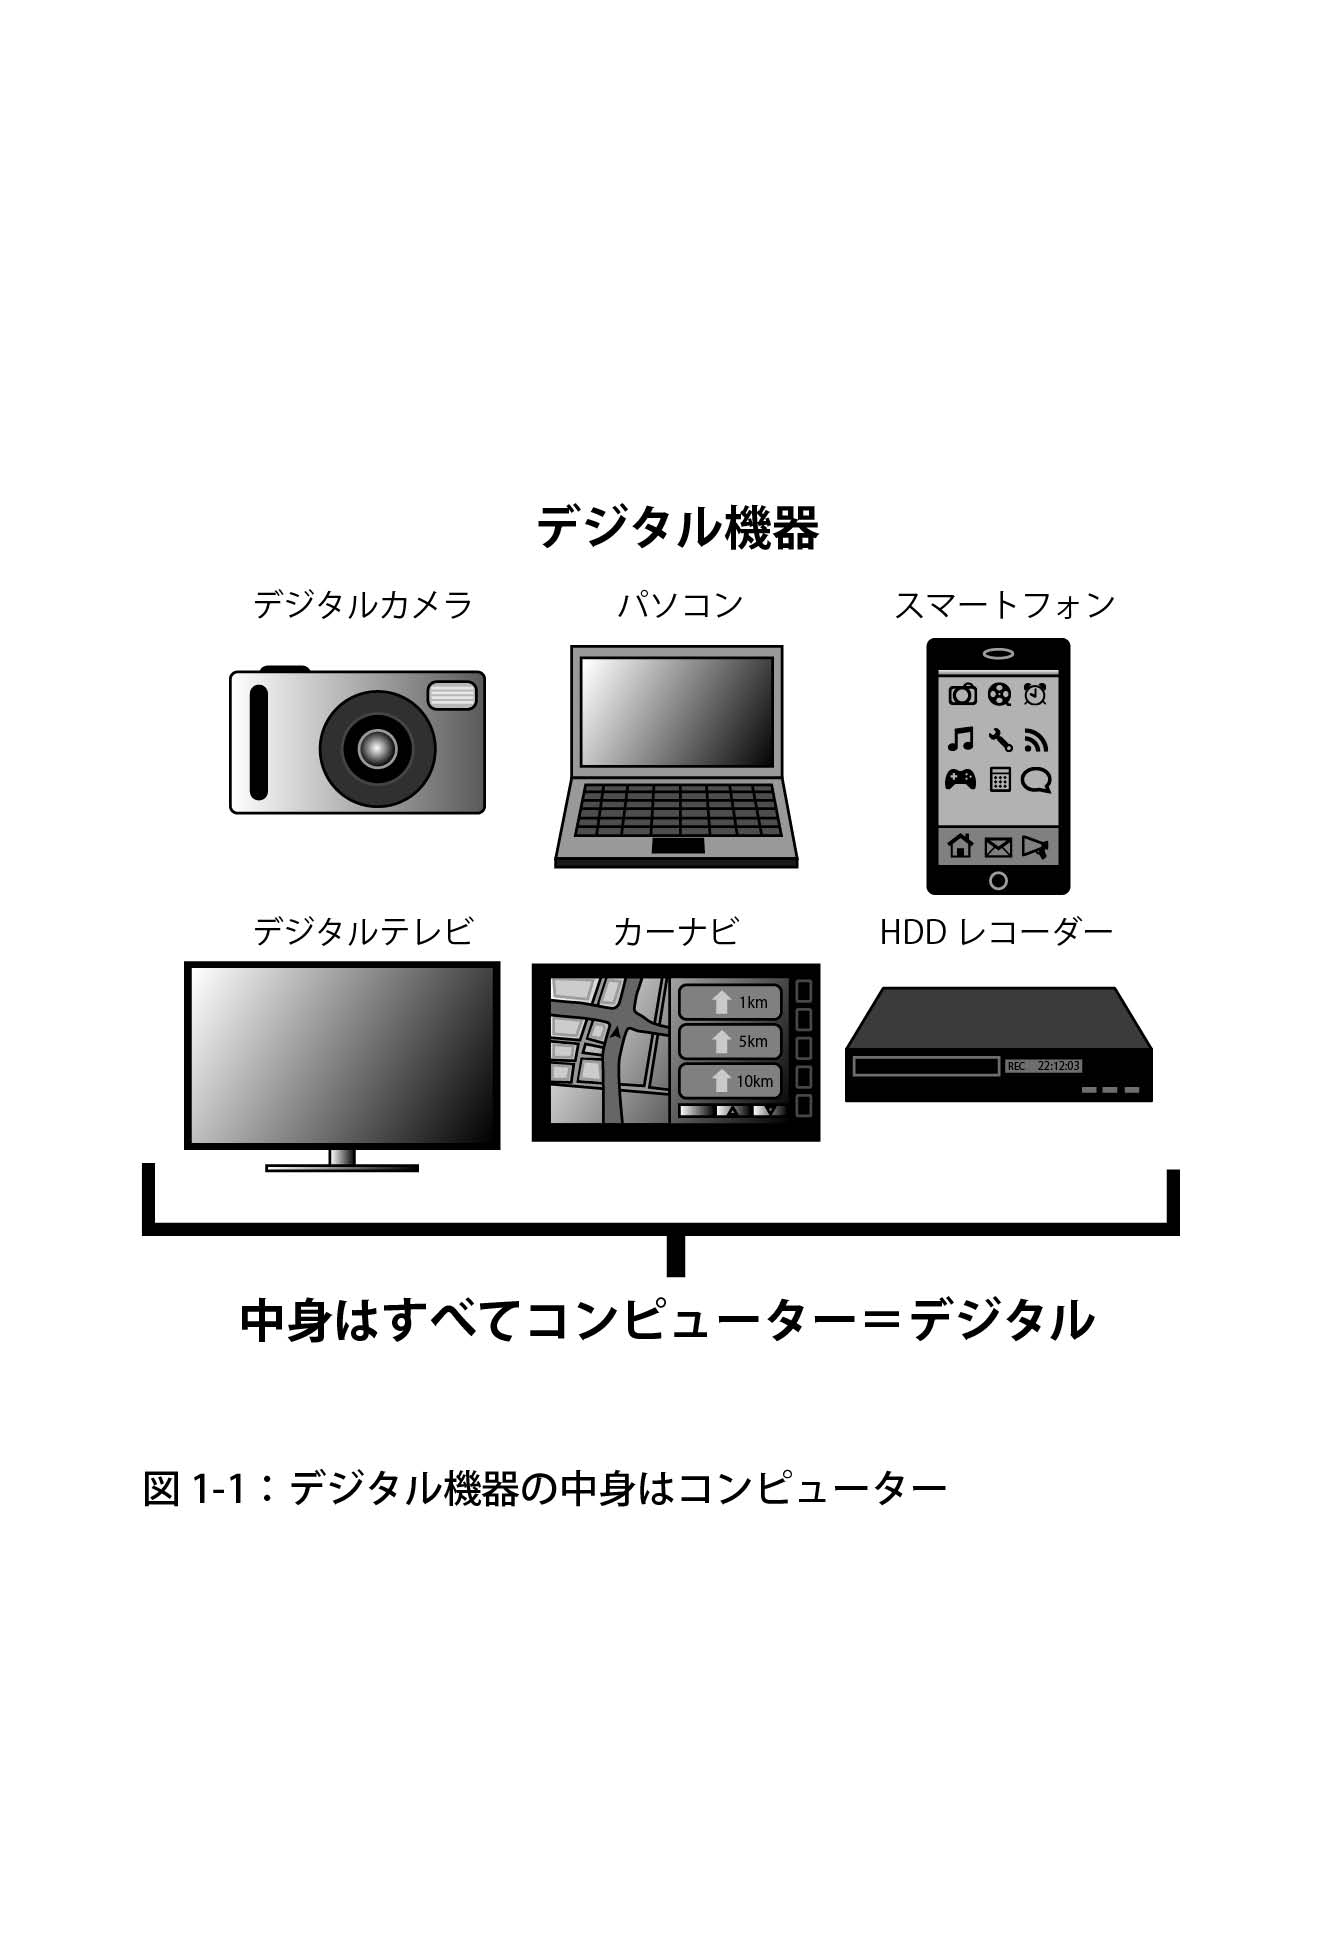 デジタル機器
デジタルカメラ
パソコン
スマートフォン
デジタルテレビ
カーナビ
HDD レコーダー
1km
5km
10km
REC 22:12:03
中身はすべてコンピューター＝デジタル
図 1-1：デジタル機器の中身はコンピューター